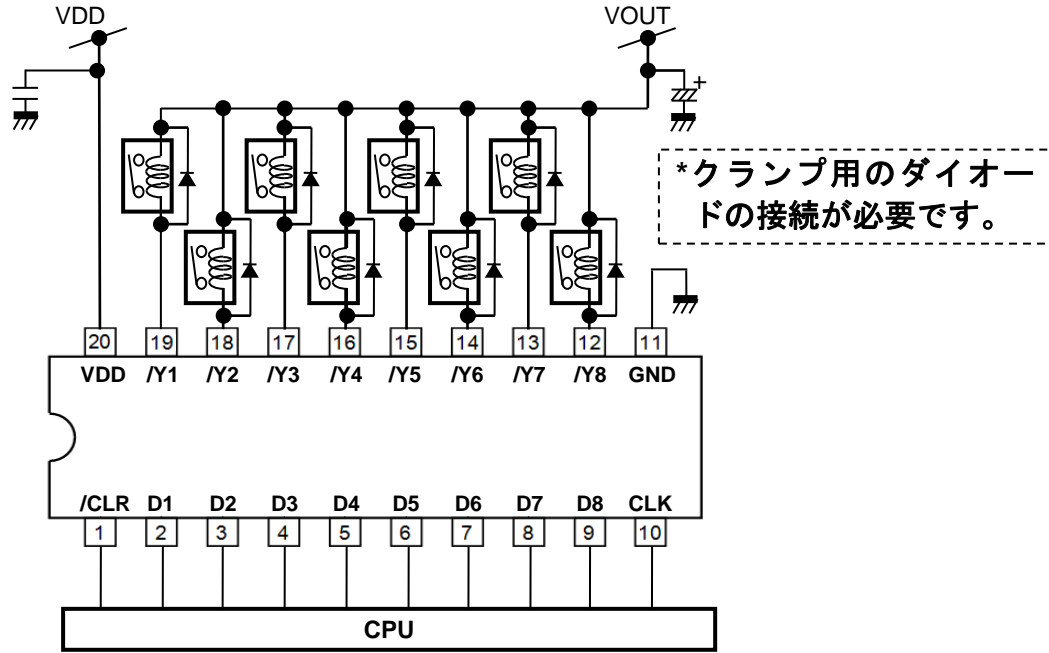 VDD VOUT
+
*クランプ用のダイオー
ドの接続が必要です。
20 19 18 17 16 15 14 13 12 11
VDD /Y1 /Y2 /Y3 /Y4 /Y5 /Y6 /Y7 /Y8 GND
/CLR D1 D2 D3 D4 D5 D6 D7 D8 CLK
1 2 3 4 5 6 7 8 9 10
CPU